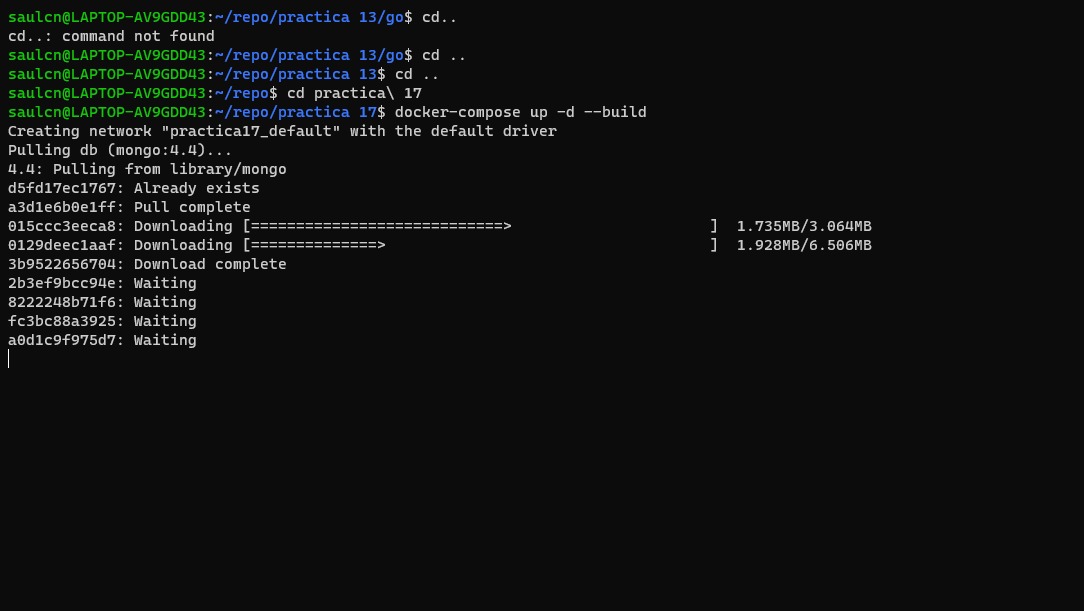 saulcn@LAPTOP-AV9GDD43:~/repo/practica 13/go$ cd..
cd..: command not found
saulcn@LAPTOP-AV9GDD43:~/repo/practica 13/go$ cd ..
saulcn@LAPTOP-AV9GDD43:~/repo/practica 13$ cd ..
saulcn@LAPTOP-AV9GDD43:~/repo$ cd practica\ 17
saulcn@LAPTOP-AV9GDD43:~/repo/practica 17$ docker-compose up -d --build
Creating network "practica17_default" with the default driver
Pulling db (mongo:4.4)...
4.4: Pulling from library/mongo
d5fd17ec1767: Already exists
a3d1e6b0e1ff: Pull complete
015ccc3eeca8: Downloading [============================>                      ]  1.735MB/3.064MB
0129deec1aaf: Downloading [==============>                                    ]  1.928MB/6.506MB
3b9522656704: Download complete
2b3ef9bcc94e: Waiting
8222248b71f6: Waiting
fc3bc88a3925: Waiting
a0d1c9f975d7: Waiting